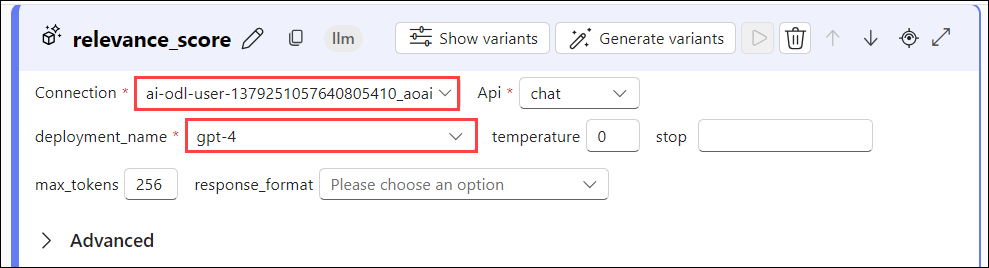 relevance_score llm Show variants Generate variants
Connection * ai-odl-user-1379251057640805410_aoai Api * chat
deployment_name * gpt-4 temperature 0 stop
max_tokens 256 response_format Please choose an option
Advanced